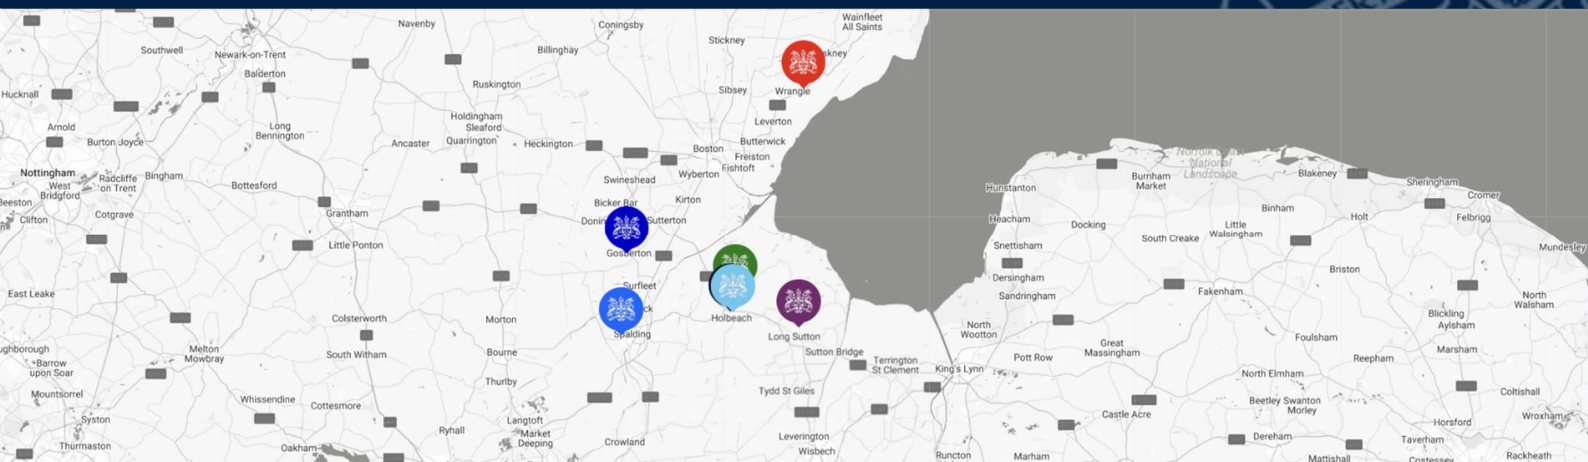 Navenby
Coningsby
Wainfleet
All Saints
Stickney
Southwell
Newark-on-Trent
Billinghay
Balderton
Ruskington
Hucknall
Sibsey
Wrangle
Holdingham
Sleaford
Leverton
Arnold
Long
Bennington
Burton Joyce
Ancaster
Quarrington
Heckington
Butterwick
Boston
Freiston
Fishtoft
Nottingham
West
Bridgford
Radcliffe
on Trent
Bingham
Bottesford
Swineshead
Wyberton
Norfolk
National
Landscape
Burnham
Market
Blakeney
Sheringham
Cromer
Hunstanton
Clifton
Cotgrave
Grantham
Bicker Bar
Kirton
Sutterton
Heacham
Docking
Little
Walsingham
Binham
Holt
Felbrigg
Little Ponton
Gosberton
Snettisham
South Creake
Mundesley
East Leake
Surfleet
Dersingham
Sandringham
Briston
Fakenham
North
Walsham
Colsterworth
Morton
Spalding
Holbeach
Long Sutton
North
Wootton
Blickling
Aylsham
Melton
Mowbray
South Witham
Bourne
Sutton Bridge
Great
Massingham
Foulsham
Barrow
upon Soar
Terrington
St Clement
King's Lynn
Pott Row
Reepham
Marsham
Mountsorrel
Thurlby
Tydd St Giles
North Elmham
Coltishall
Whissendine
Cottesmore
Castle Acre
Beetley Swanton
Morley
Syston
Ryhall
Langtoft
Market
Deeping
Horsford
Thurmaston
Oakham
Crowland
Leverington
Wisbech
Dereham
Taverham
Runcton
Marham
Mattishall
Costessey
Rackheath